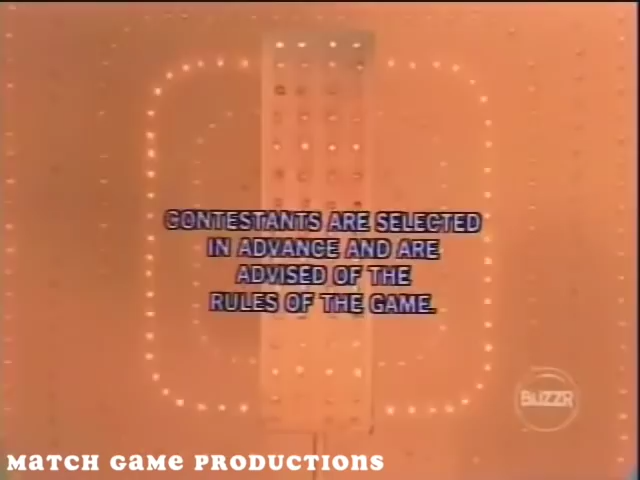 CONTESTANTS ARE SELECTED
IN ADVANCE AND ARE
ADVISED OF THE
RULES OF THE GAME.
BUZZR
MATCH GAME PRODUCTIONS